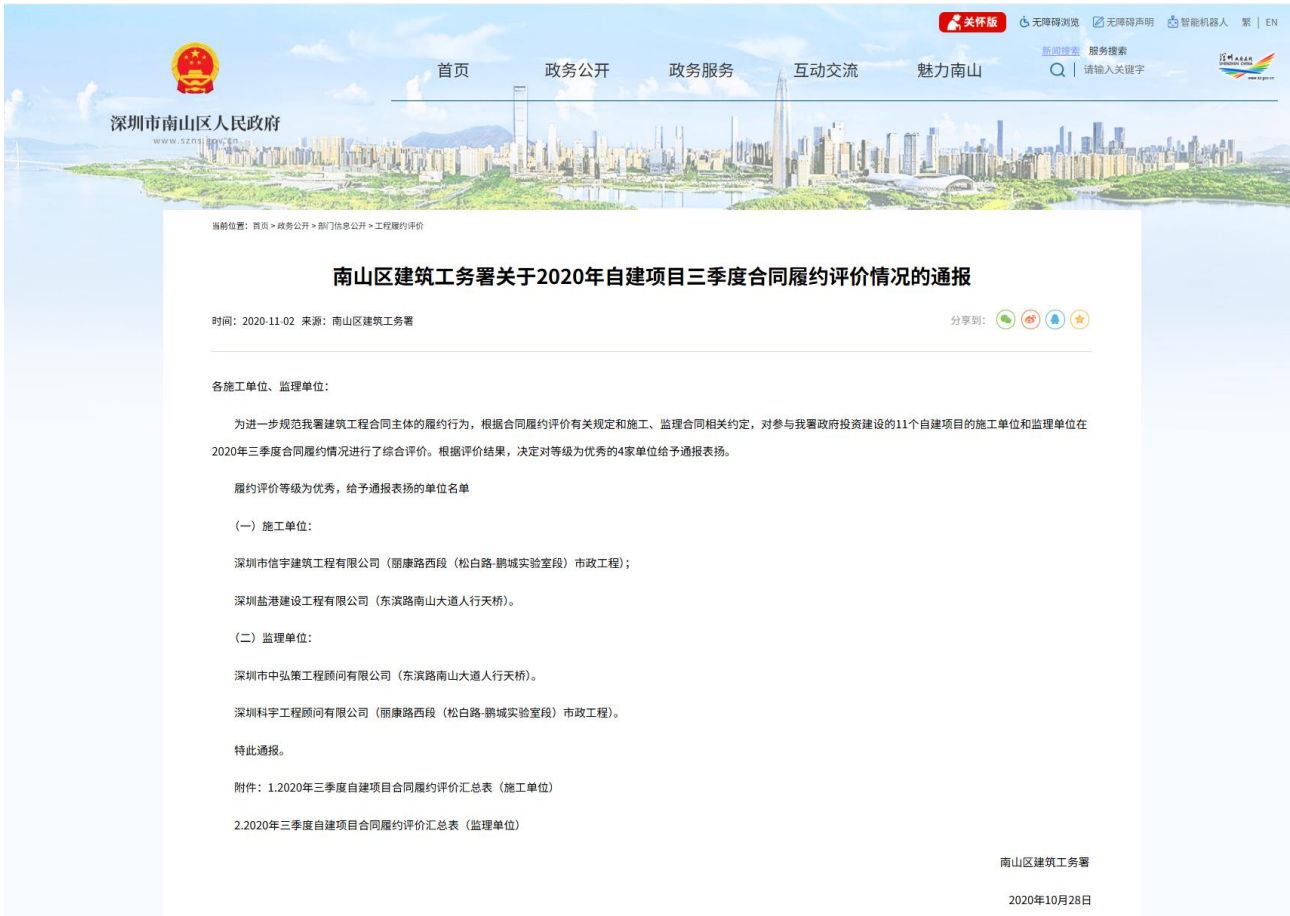 关怀版 无障碍浏览 无障碍声明 智能机器人 繁 | EN
新闻搜索 服务搜索
首页 政务公开 政务服务 互动交流 魅力南山 请输入关键字
深圳市南山区人民政府
当前位置：首页 > 政务公开 > 部门信息公开 > 工程履约评价
南山区建筑工务署关于2020年自建项目三季度合同履约评价情况的通报
时间：2020-11-02 来源：南山区建筑工务署 分享到：
各施工单位、监理单位：
为进一步规范我署建筑工程合同主体的履约行为，根据合同履约评价有关规定和施工、监理合同相关约定，对参与我署政府投资建设的11个自建项目的施工单位和监理单位在
2020年三季度合同履约情况进行了综合评价。根据评价结果，决定对等级为优秀的4家单位给予通报表扬。
履约评价等级为优秀，给予通报表扬的单位名单
（一）施工单位：
深圳市信宇建筑工程有限公司（丽康路西段（松白路-鹏城实验室段）市政工程）；
深圳盐港建设工程有限公司（东滨路南山大道人行天桥）。
（二）监理单位：
深圳市中弘策工程顾问有限公司（东滨路南山大道人行天桥）。
深圳科宇工程顾问有限公司（丽康路西段（松白路-鹏城实验室段）市政工程）。
特此通报。
附件：1.2020年三季度自建项目合同履约评价汇总表（施工单位）
2.2020年三季度自建项目合同履约评价汇总表（监理单位）
南山区建筑工务署
2020年10月28日